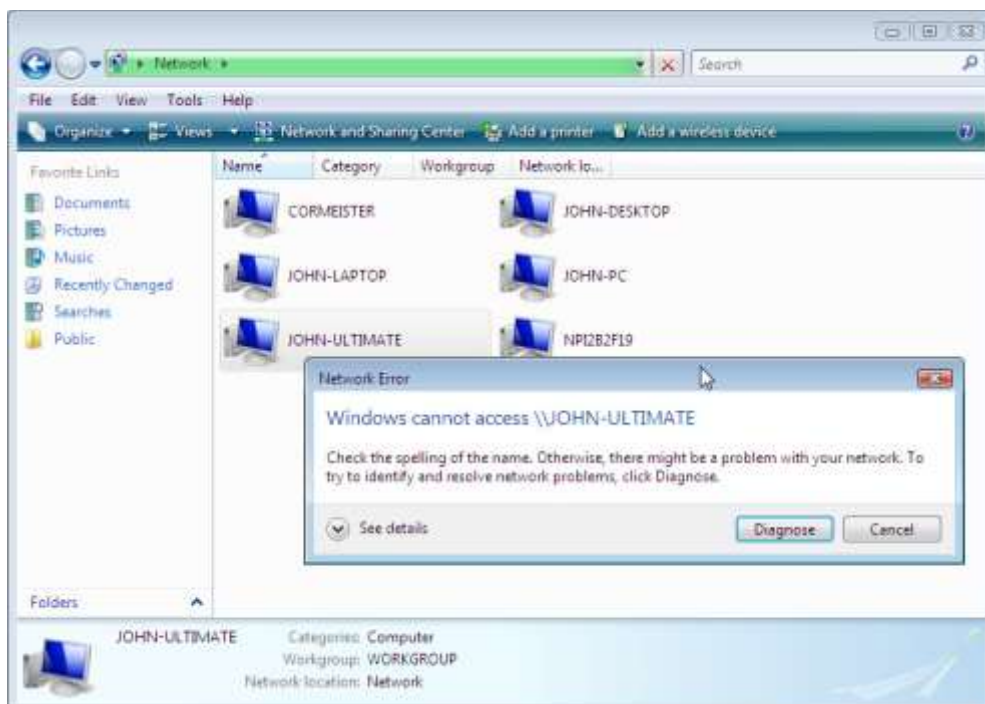 Network
Search
File Edit View Tools Help
Organize Views Network and Sharing Center Add a printer Add a wireless device
Favorite Links
Name Category Workgroup Network lo...
Documents
Pictures
Music
Recently Changed
Searches
Public
CORMEISTER JOHN-DESKTOP
JOHN-LAPTOP JOHN-PC
JOHN-ULTIMATE NPI2B2F19
Network Error
Windows cannot access \\JOHN-ULTIMATE
Check the spelling of the name. Otherwise, there might be a problem with your network. To
try to identify and resolve network problems, click Diagnose.
See details Diagnose Cancel
Folders
JOHN-ULTIMATE Categories: Computer
Workgroup: WORKGROUP
Network location: Network